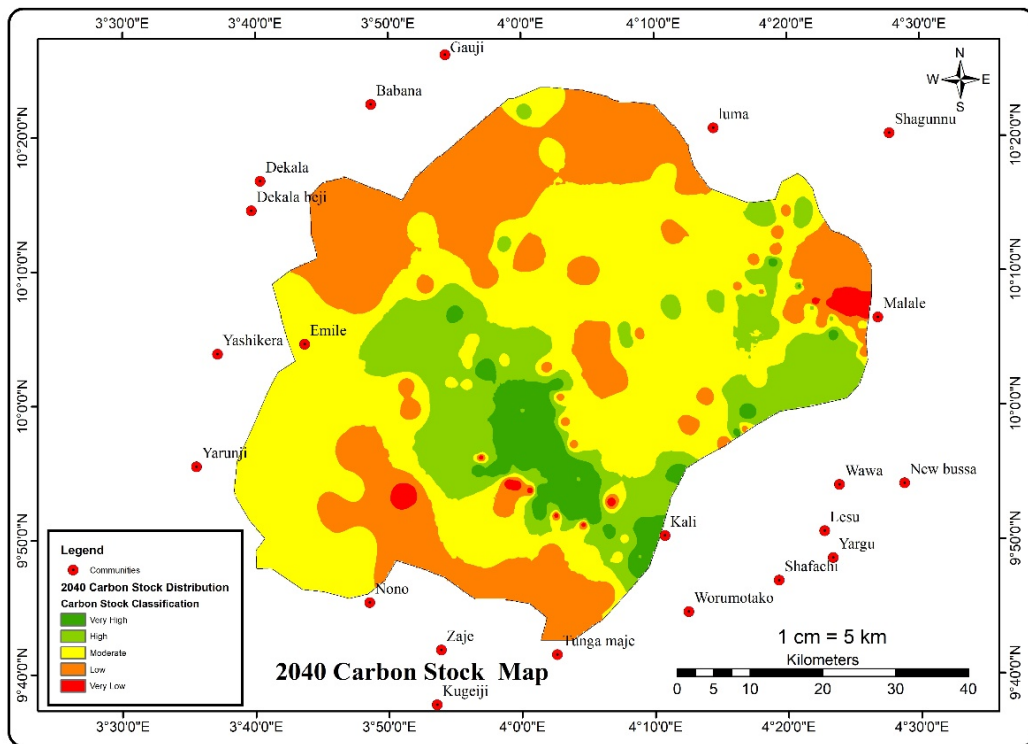 3°30'0"E 3°40'0"E 3°50'0"E 4°0'0"E 4°10'0"E 4°20'0"E 4°30'0"E
Gauji
N
W E
S
Babana
Iuma
Shagunnu
10°20'0"N 10°20'0"N
Dekala
Dekala beji
10°10'0"N 10°10'0"N
Malale
Emile
Yashikera
10°0'0"N 10°0'0"N
Yarunji
Wawa
New bussa
Lesu
Kali
9°50'0"N 9°50'0"N
Yargu
Shafachi
Legend
Communities
2040 Carbon Stock Distribution
Carbon Stock Classification
Very High
High
Moderate
Low
Very Low
Nono
Worumotako
Zaje
Tunga maje
1 cm = 5 km
Kilometers
0 5 10 20 30 40
2040 Carbon Stock Map
9°40'0"N 9°40'0"N
Kugeiji
3°30'0"E 3°40'0"E 3°50'0"E 4°0'0"E 4°10'0"E 4°20'0"E 4°30'0"E